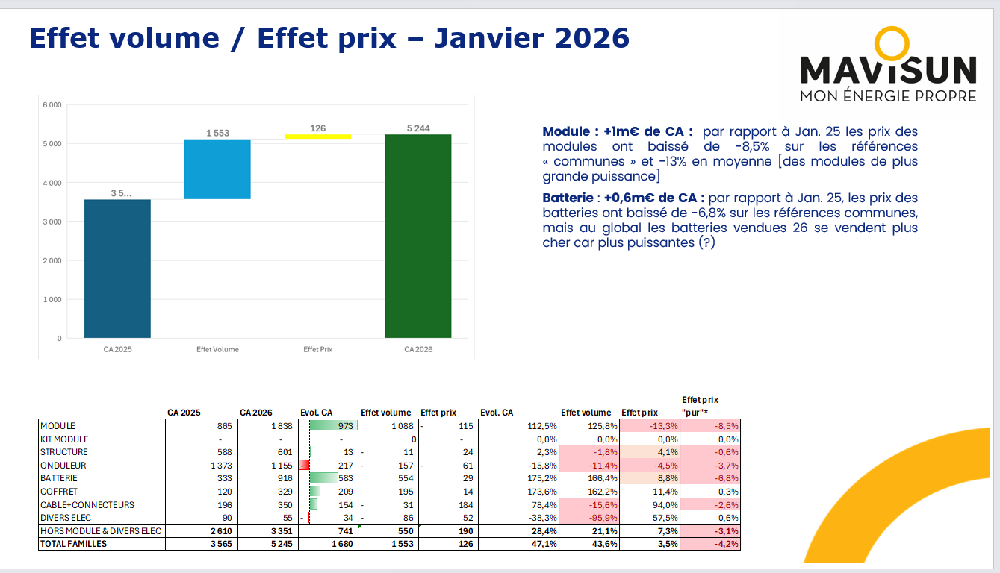 Effet volume / Effet prix – Janvier 2026
MAViSUN
MON ÉNERGIE PROPRE
6 000
5 000
4 000
3 000
2 000
1 000
0
3 5...
1 553
126
5 244
CA 2025
Effet Volume
Effet Prix
CA 2026
Module : +1m€ de CA : par rapport à Jan. 25 les prix des
modules ont baissé de -8,5% sur les références
« communes » et -13% en moyenne [des modules de plus
grande puissance]
Batterie : +0,6m€ de CA : par rapport à Jan. 25, les prix des
batteries ont baissé de -6,8% sur les références communes,
mais au global les batteries vendues 26 se vendent plus
cher car plus puissantes (?)
CA 2025 CA 2026 Evol. CA Effet volume Effet prix Evol. CA Effet volume Effet prix Effet prix "pur"*
MODULE 865 1 838 973 1 088 - 115 112,5% 125,8% -13,3% -8,5%
KIT MODULE - - - 0 - 0,0% 0,0% 0,0% 0,0%
STRUCTURE 588 601 13 - 11 24 2,3% -1,8% 4,1% -0,6%
ONDULEUR 1 373 1 155 - 217 - 157 - 61 -15,8% -11,4% -4,5% -3,7%
BATTERIE 333 916 583 554 29 175,2% 166,4% 8,8% -6,8%
COFFRET 120 329 209 195 14 173,6% 162,2% 11,4% 0,3%
CABLE+CONNECTEURS 196 350 154 - 31 184 78,4% -15,6% 94,0% -2,6%
DIVERS ELEC 90 55 - 34 - 86 52 -38,3% -95,9% 57,5% 0,6%
HORS MODULE & DIVERS ELEC 2 610 3 351 741 550 190 28,4% 21,1% 7,3% -3,1%
TOTAL FAMILLES 3 565 5 245 1 680 1 553 126 47,1% 43,6% 3,5% -4,2%